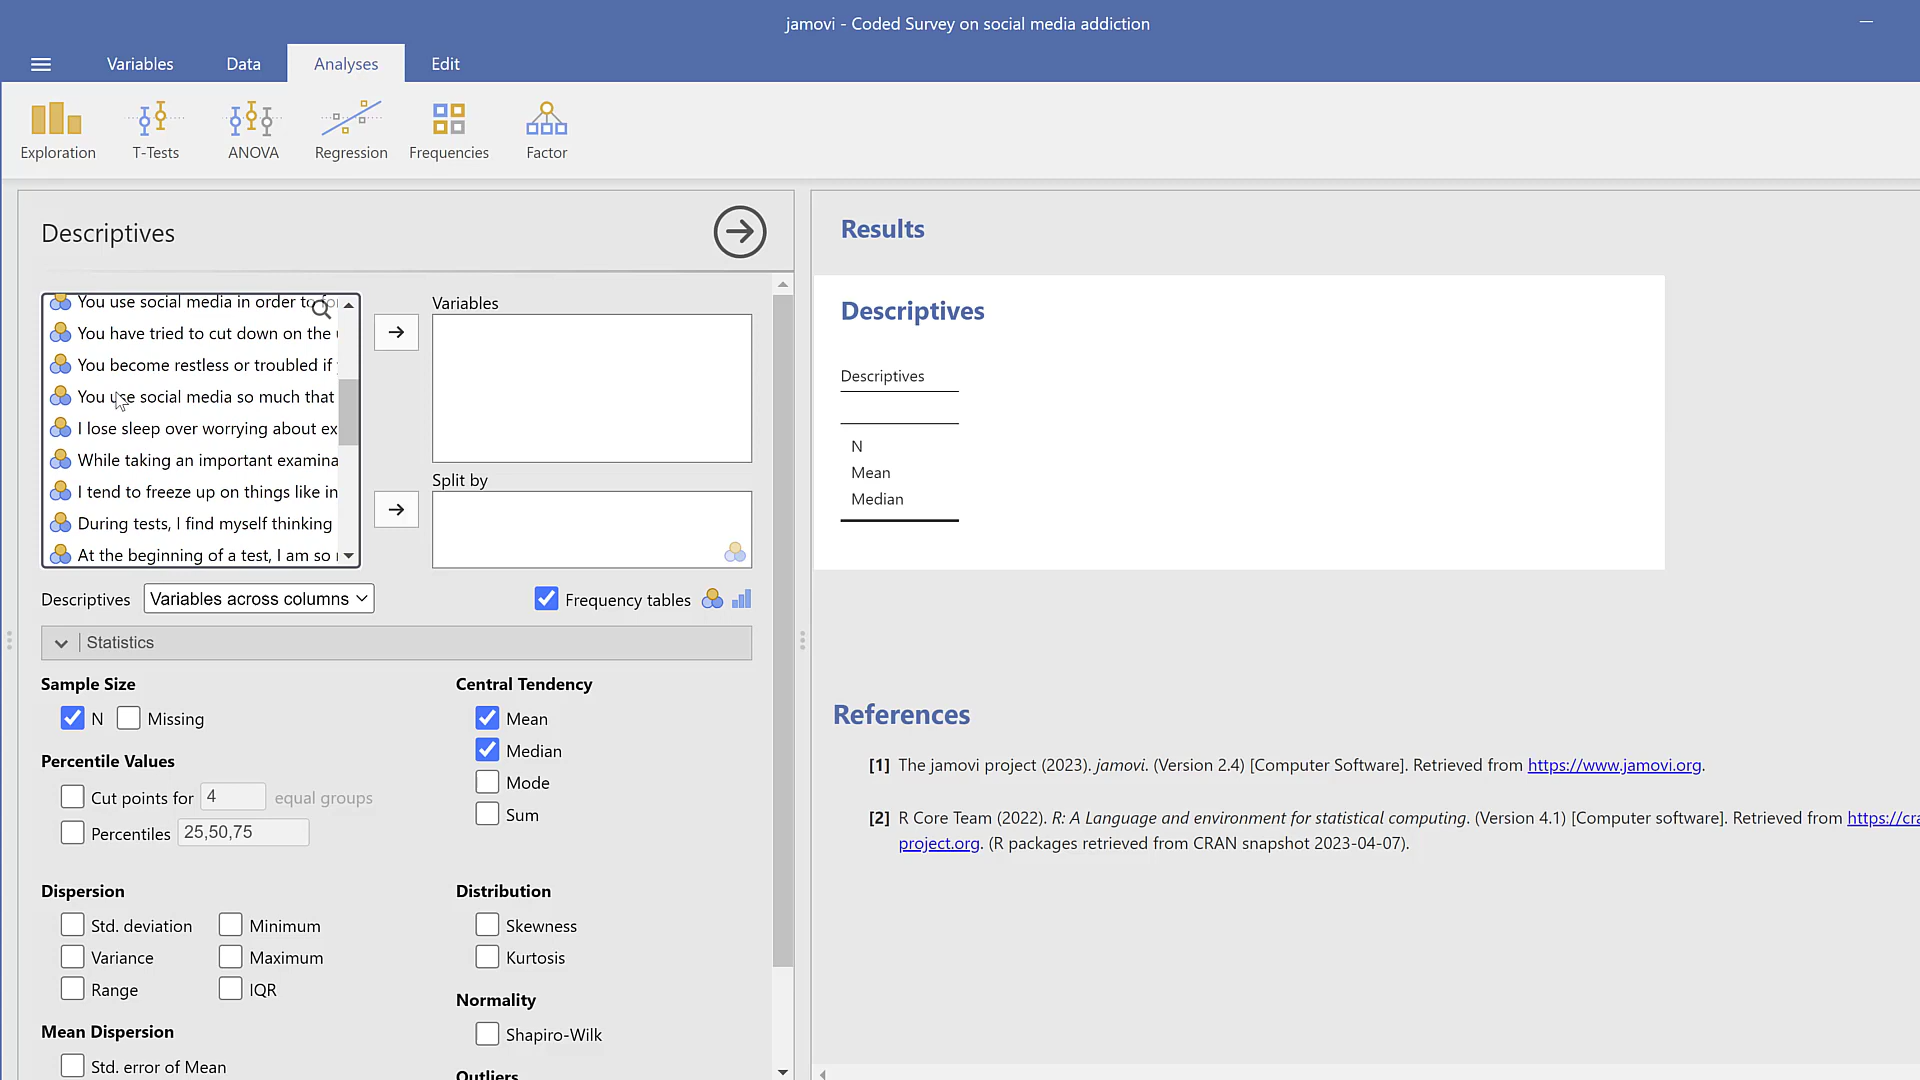 jamovi - Coded Survey on social media addiction
Variables
Data
Analyses
Edit
Exploration
T-Tests
ANOVA
Regression
Frequencies
Factor
Descriptives
You use social media in order to
You have tried to cut down on the
You become restless or troubled if
You use social media so much that
I lose sleep over worrying about ex
While taking an important examina
I tend to freeze up on things like in
During tests, I find myself thinking
At the beginning of a test, I am so
Variables
Split by
Descriptives
Variables across columns
Frequency tables
Statistics
Sample Size
N
Missing
Percentile Values
Cut points for
4
equal groups
Percentiles
25,50,75
Central Tendency
Mean
Median
Mode
Sum
Dispersion
Std. deviation
Minimum
Variance
Maximum
Range
IQR
Distribution
Skewness
Kurtosis
Mean Dispersion
Std. error of Mean
Normality
Shapiro-Wilk
Outliers
Results
Descriptives
Descriptives
N
Mean
Median
References
[1] The jamovi project (2023). jamovi. (Version 2.4) [Computer Software]. Retrieved from https://www.jamovi.org.
[2] R Core Team (2022). R: A Language and environment for statistical computing. (Version 4.1) [Computer software]. Retrieved from https://cra
project.org. (R packages retrieved from CRAN snapshot 2023-04-07).